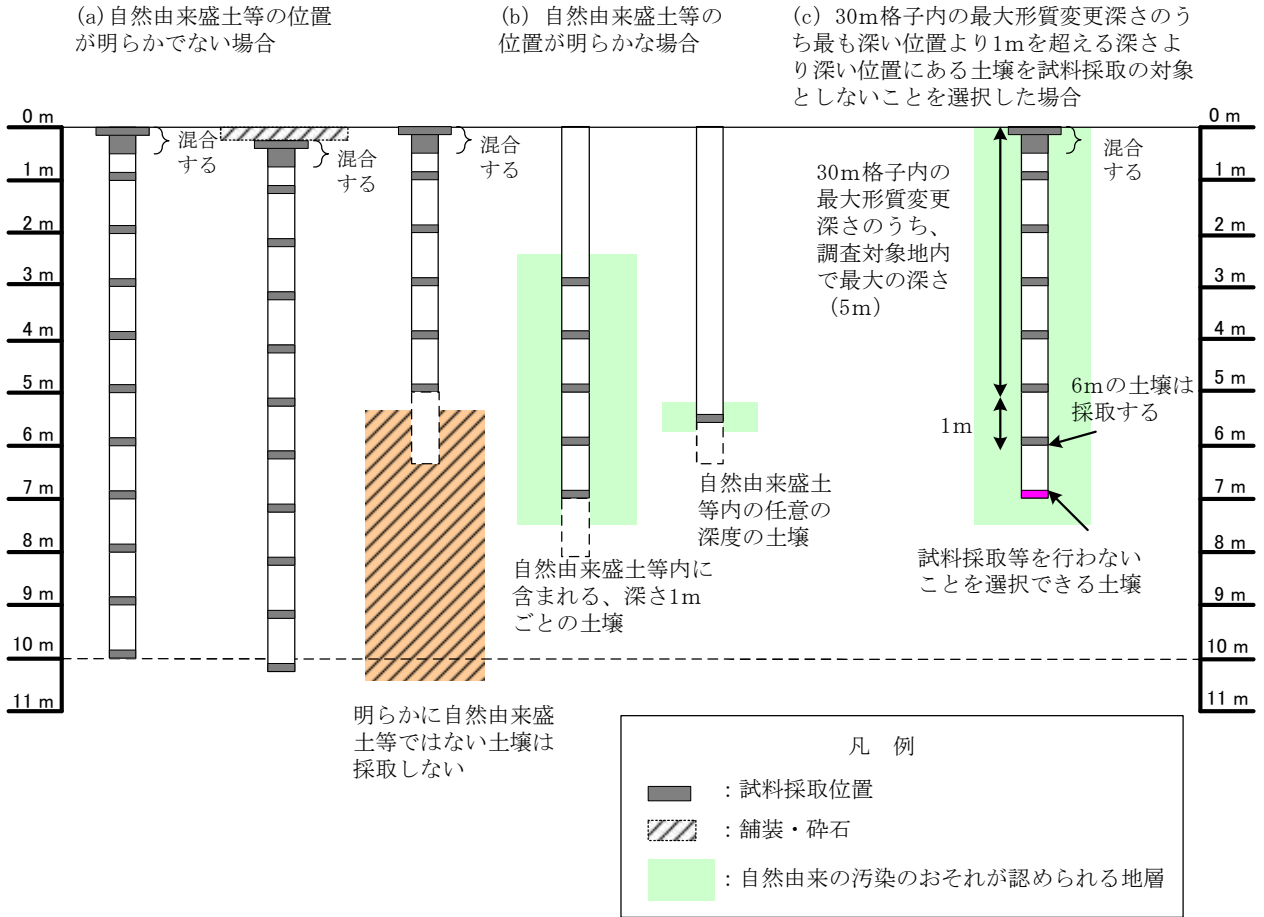 (a)自然由来盛土等の位置
が明らかでない場合
(b) 自然由来盛土等の
位置が明らかな場合
(c) 30m格子内の最大形質変更深さのう
ち最も深い位置より1mを超える深さよ
り深い位置にある土壌を試料採取の対象
としないことを選択した場合
0 m
1 m
2 m
3 m
4 m
5 m
6 m
7 m
8 m
9 m
10 m
11 m
混合
する
混合
する
混合
する
明らかに自然由来盛
土等ではない土壌は
採取しない
自然由来盛土等内に
含まれる、深さ1m
ごとの土壌
自然由来盛土
等内の任意の
深度の土壌
30m格子内の
最大形質変更
深さのうち、
調査対象地内
で最大の深さ
(5m)
1m
混合
する
6mの土壌は
採取する
試料採取等を行わない
ことを選択できる土壌
0 m
1 m
2 m
3 m
4 m
5 m
6 m
7 m
8 m
9 m
10 m
11 m
凡 例
：試料採取位置
：舗装・砕石
：自然由来の汚染のおそれが認められる地層